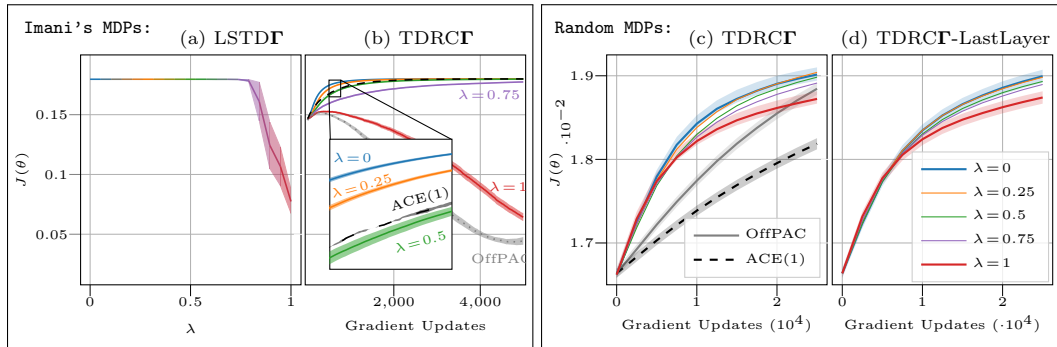 Imani's MDPs:
(a) LSTDΓ
(b) TDRCΓ
J(θ)
0.15
0.1
0.05
0
0.5
1
λ
λ=0.75
λ=0
λ=0.25
ACE(1)
λ=0.5
λ=1
OffPAC
2,000
4,000
Gradient Updates
Random MDPs:
(c) TDRCΓ
(d) TDRCΓ-LastLayer
J(θ) ·10⁻²
1.9
1.8
1.7
OffPAC
ACE(1)
0
1
2
Gradient Updates (10⁴)
λ=0
λ=0.25
λ=0.5
λ=0.75
λ=1
0
1
2
Gradient Updates (·10⁴)